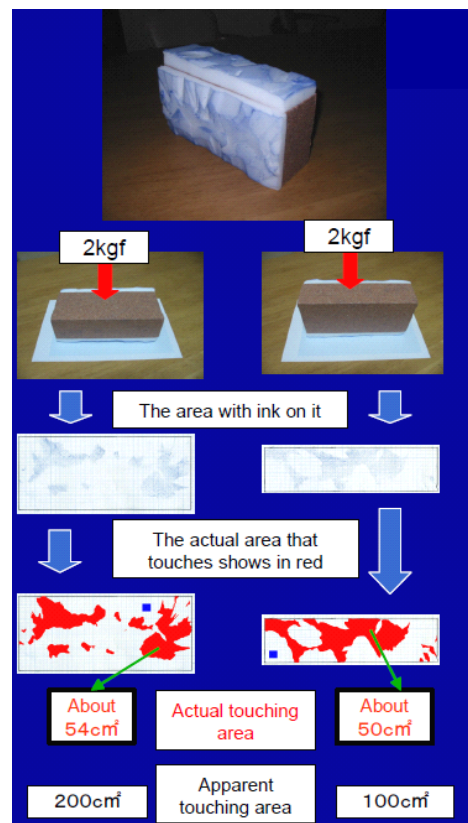 2kgf
2kgf
The area with ink on it
The actual area that
touches shows in red
About
54c㎡
Actual touching
area
About
50c㎡
200c㎡
Apparent
touching area
100c㎡